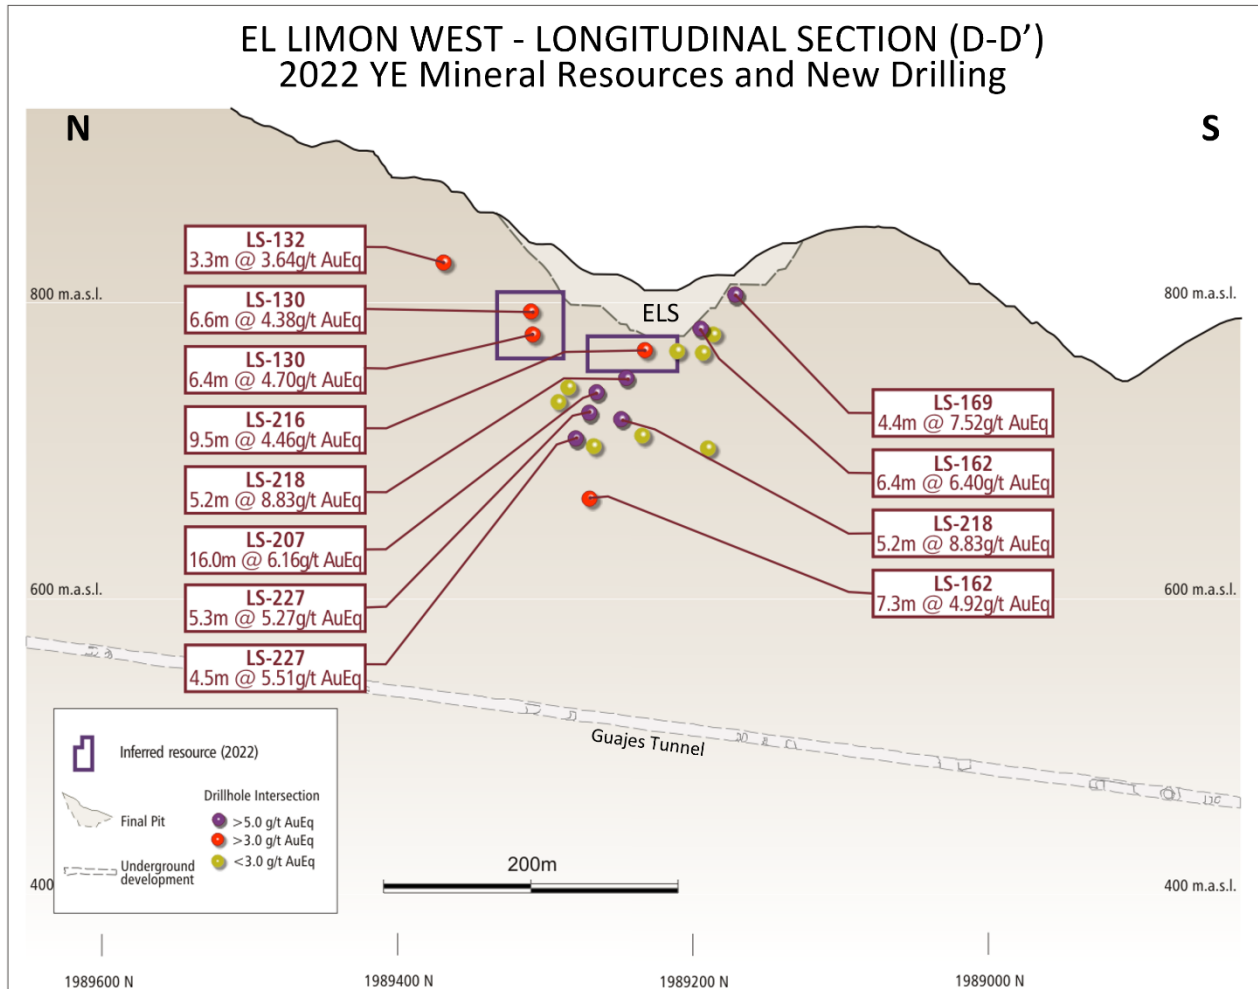 EL LIMON WEST - LONGITUDINAL SECTION (D-D’)
2022 YE Mineral Resources and New Drilling
N
S
LS-132
3.3m @ 3.64g/t AuEq
LS-130
6.6m @ 4.38g/t AuEq
LS-130
6.4m @ 4.70g/t AuEq
LS-216
9.5m @ 4.46g/t AuEq
LS-218
5.2m @ 8.83g/t AuEq
LS-207
16.0m @ 6.16g/t AuEq
LS-227
5.3m @ 5.27g/t AuEq
LS-227
4.5m @ 5.51g/t AuEq
800 m.a.s.l.
600 m.a.s.l.
400
ELS
800 m.a.s.l.
LS-169
4.4m @ 7.52g/t AuEq
LS-162
6.4m @ 6.40g/t AuEq
LS-218
5.2m @ 8.83g/t AuEq
LS-162
7.3m @ 4.92g/t AuEq
600 m.a.s.l.
400 m.a.s.l.
Guajes Tunnel
Inferred resource (2022)
Final Pit
Underground
development
Drillhole Intersection
>5.0 g/t AuEq
>3.0 g/t AuEq
<3.0 g/t AuEq
200m
1989600 N
1989400 N
1989200 N
1989000 N